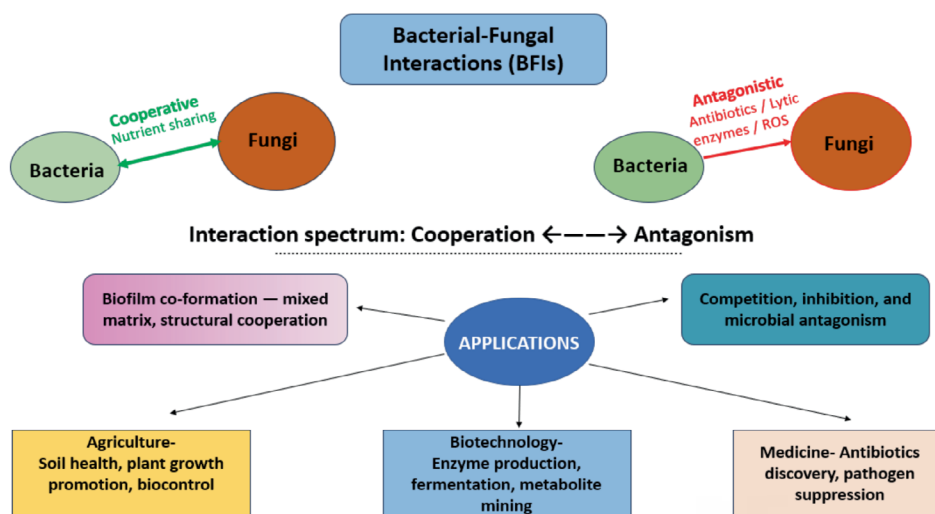 Bacterial-Fungal
Interactions (BFIs)
Cooperative
Nutrient sharing
Bacteria
Fungi
Antagonistic
Antibiotics / Lytic
enzymes / ROS
Bacteria
Fungi
Interaction spectrum: Cooperation ←——→ Antagonism
Biofilm co-formation — mixed
matrix, structural cooperation
APPLICATIONS
Competition, inhibition, and
microbial antagonism
Agriculture-
Soil health, plant growth
promotion, biocontrol
Biotechnology-
Enzyme production,
fermentation, metabolite
mining
Medicine- Antibiotics
discovery, pathogen
suppression